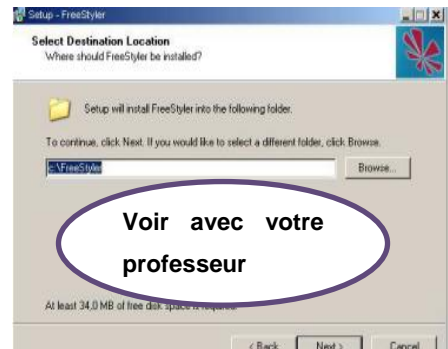 Setup - FreeStyler
Select Destination Location
Where should FreeStyler be installed?
Setup will install FreeStyler into the following folder.
To continue, click Next. If you would like to select a different folder, click Browse.
c:\FreeStyler
Browse...
Voir avec votre
professeur
At least 34,0 MB of free disk space is required.
< Back
Next >
Cancel